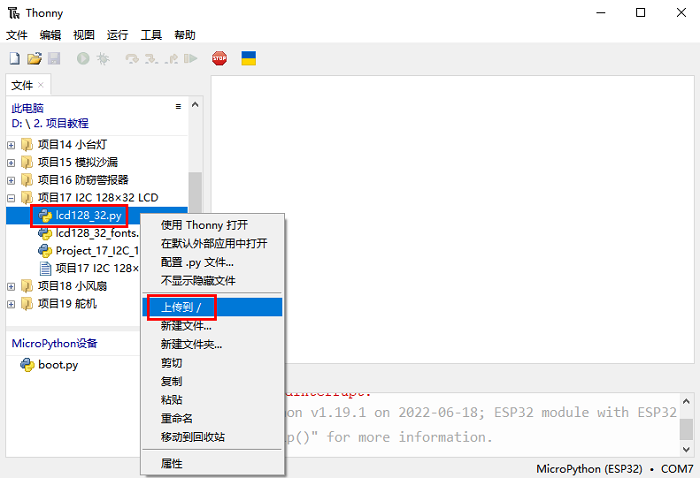 Thonny
文件 编辑 视图 运行 工具 帮助
STOP
文件 ×
此电脑
D: \ 2. 项目教程
项目14 小台灯
项目15 模拟沙漏
项目16 防窃警报器
项目17 I2C 128×32 LCD
lcd128_32.py
lcd128_32_fonts.
Project_17_I2C_1
项目17 I2C 128×
项目18 小风扇
项目19 舵机
使用 Thonny 打开
在默认外部应用中打开
配置 .py 文件...
不显示隐藏文件
上传到 /
新建文件...
新建文件夹...
剪切
复制
粘贴
重命名
移动到回收站
属性
MicroPython设备
boot.py
on v1.19.1 on 2022-06-18; ESP32 module with ESP32
p()" for more information.
MicroPython (ESP32) • COM7